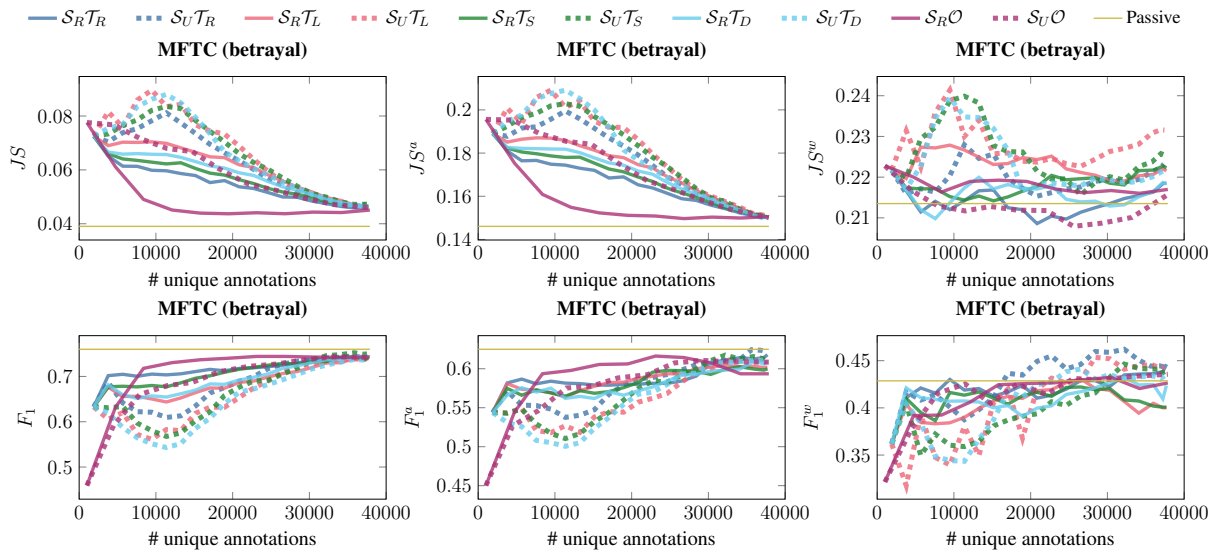 S_R T_R S_U T_R S_R T_L S_U T_L S_R T_S S_U T_S S_R T_D S_U T_D S_R O S_U O Passive
MFTC (betrayal) MFTC (betrayal) MFTC (betrayal)
JS
0.08
0.06
0.04
0 10000 20000 30000 40000
# unique annotations
JS^a
0.2
0.18
0.16
0.14
0 10000 20000 30000 40000
# unique annotations
JS^w
0.24
0.23
0.22
0.21
0 10000 20000 30000 40000
# unique annotations
MFTC (betrayal) MFTC (betrayal) MFTC (betrayal)
F_1
0.7
0.6
0.5
0 10000 20000 30000 40000
# unique annotations
F_1^a
0.6
0.55
0.5
0.45
0 10000 20000 30000 40000
# unique annotations
F_1^w
0.45
0.4
0.35
0 10000 20000 30000 40000
# unique annotations